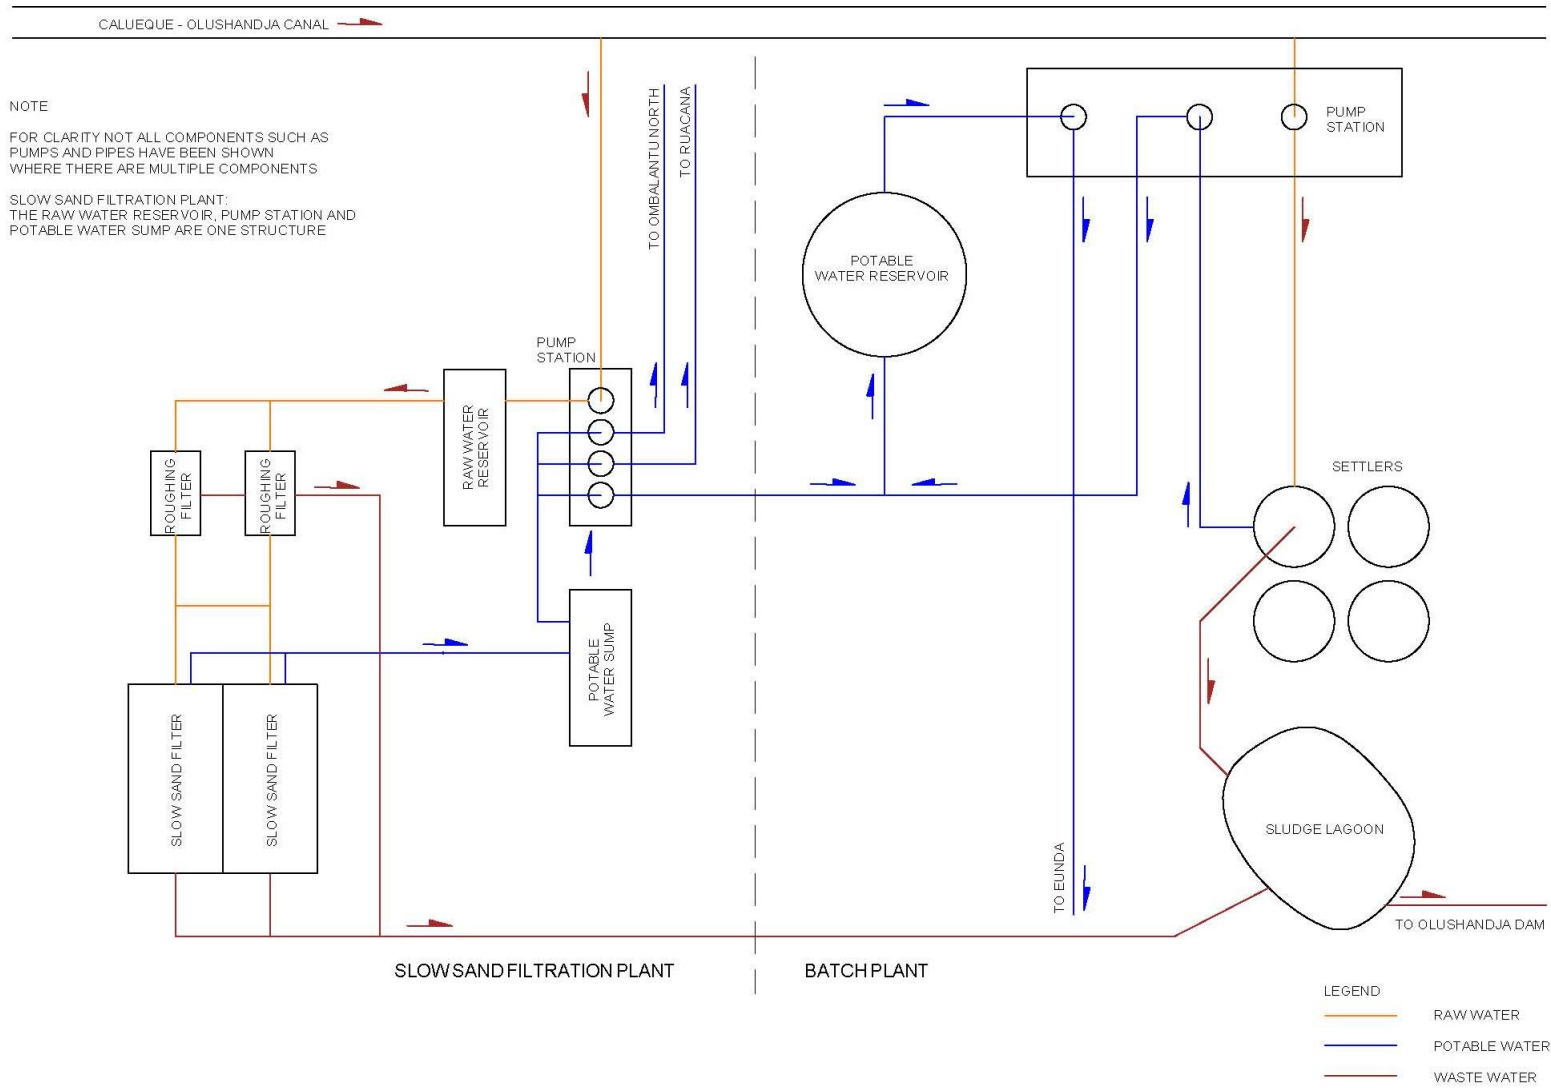 CALUEQUE - OLUSHANDJA CANAL
NOTE
FOR CLARITY NOT ALL COMPONENTS SUCH AS
PUMPS AND PIPES HAVE BEEN SHOWN
WHERE THERE ARE MULTIPLE COMPONENTS
SLOW SAND FILTRATION PLANT:
THE RAW WATER RESERVOIR, PUMP STATION AND
POTABLE WATER SUMP ARE ONE STRUCTURE
TO OMBALANTU NORTH
TO RUACANA
PUMP
STATION
POTABLE
WATER RESERVOIR
PUMP
STATION
RAW WATER
RESERVOIR
ROUGHING
FILTER
ROUGHING
FILTER
SETTLERS
POTABLE
WATER SUMP
SLOW SAND FILTER
SLOW SAND FILTER
SLUDGE LAGOON
TO EUNDA
TO OLUSHANDJA DAM
SLOW SAND FILTRATION PLANT
BATCH PLANT
LEGEND
RAW WATER
POTABLE WATER
WASTE WATER